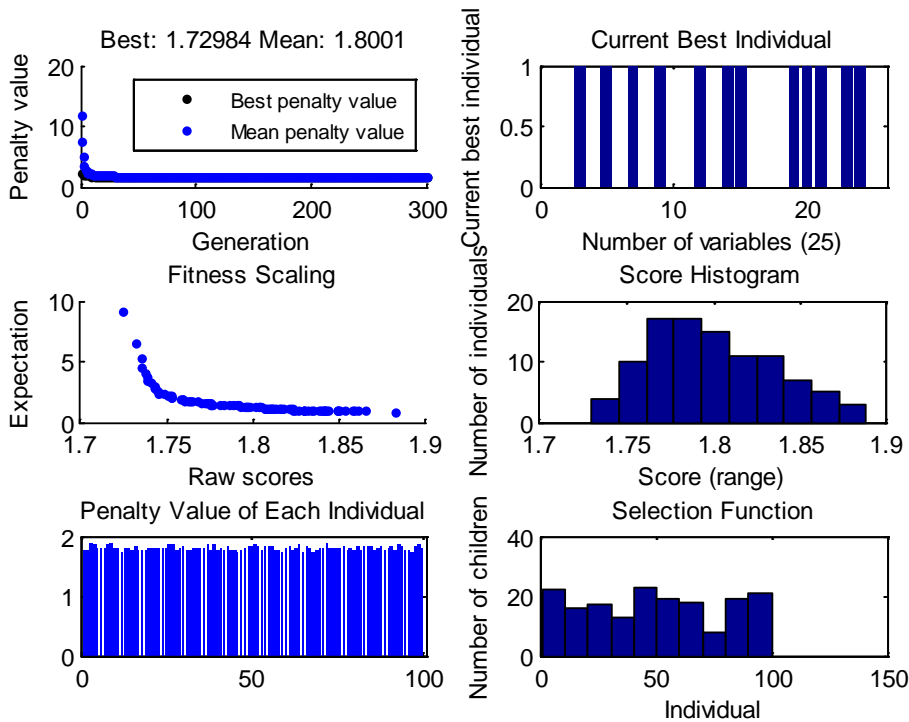 Best: 1.72984 Mean: 1.8001
Penalty value
20
10
0
Best penalty value
Mean penalty value
0
100
200
300
Generation
Current Best Individual
Current best individual
1
0.5
0
0
10
20
Number of variables (25)
Fitness Scaling
Expectation
10
5
0
1.7
1.75
1.8
1.85
1.9
Raw scores
Score Histogram
Number of individuals
20
10
0
1.7
1.75
1.8
1.85
1.9
Score (range)
Penalty Value of Each Individual
2
1
0
0
50
100
Selection Function
Number of children
40
20
0
0
50
100
150
Individual